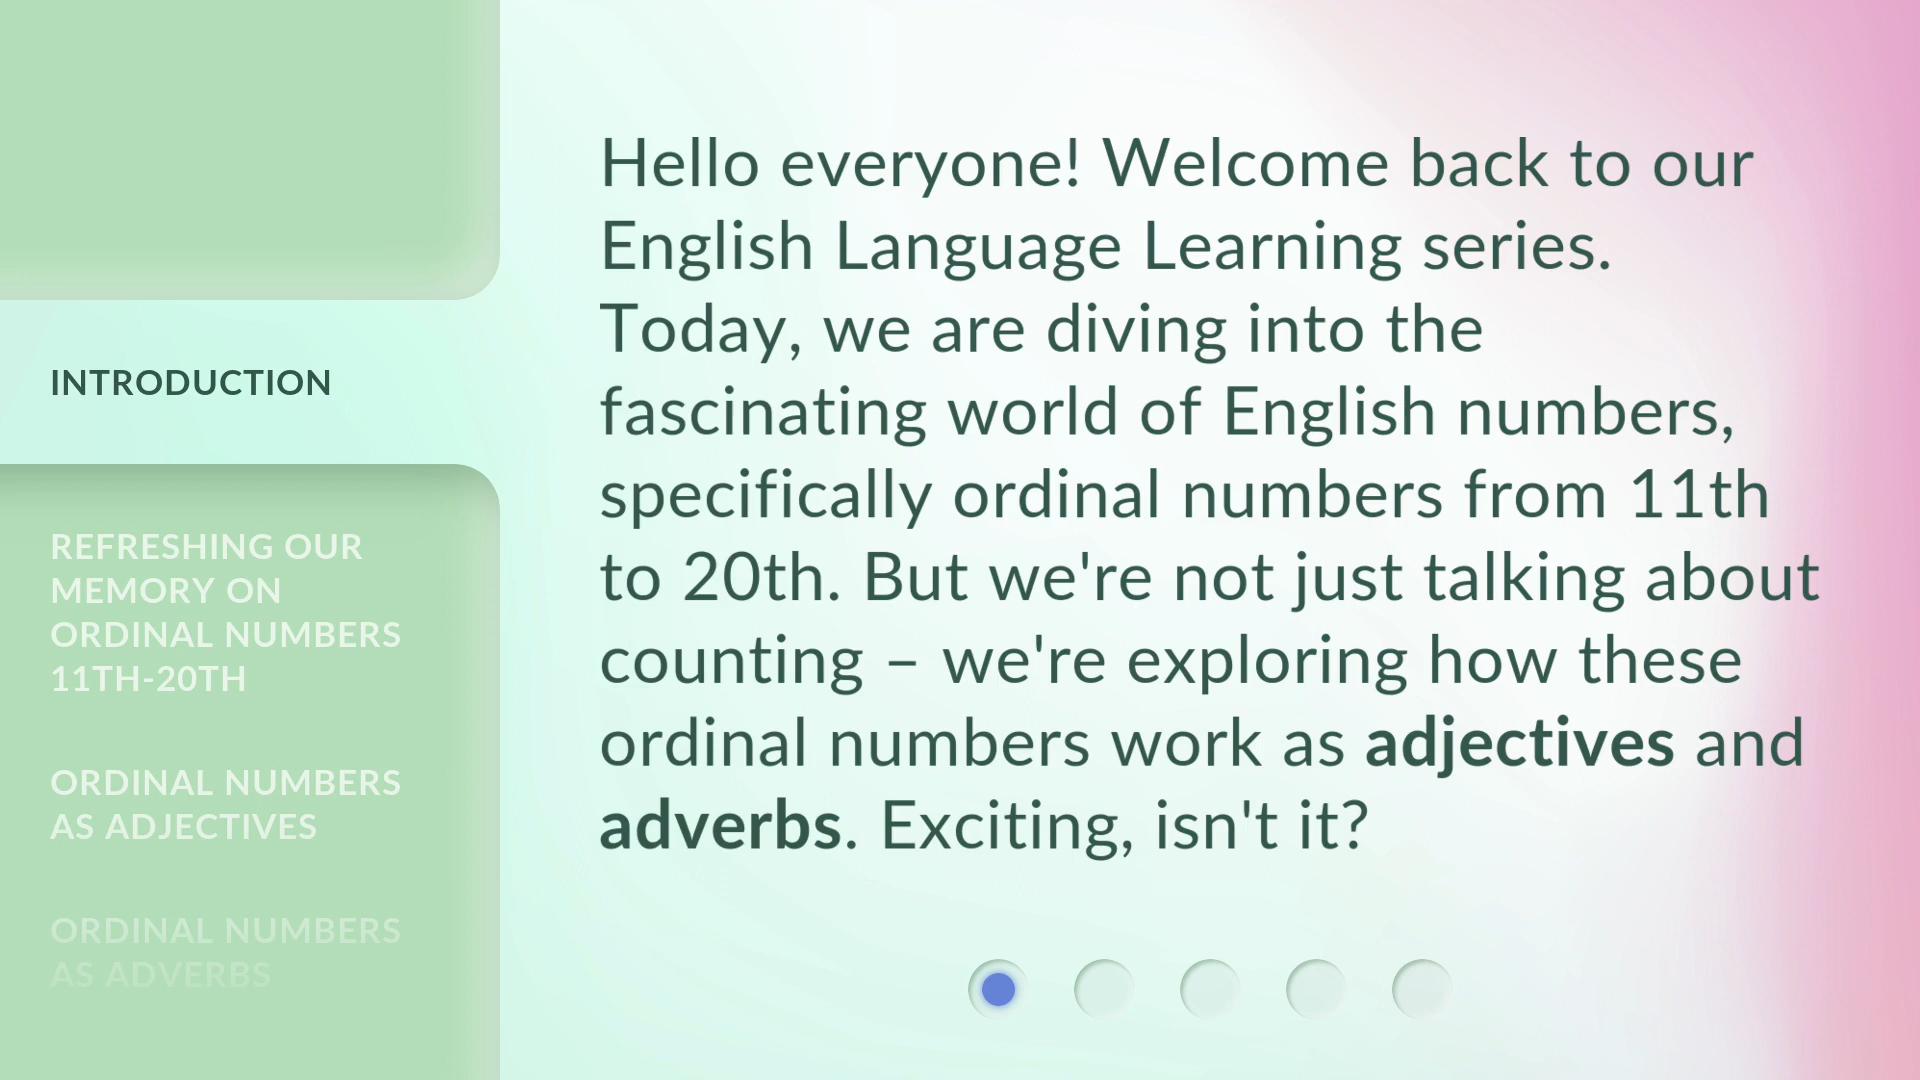 INTRODUCTION
REFRESHING OUR
MEMORY ON
ORDINAL NUMBERS
11TH-20TH
ORDINAL NUMBERS
AS ADJECTIVES
ORDINAL NUMBERS
AS ADVERBS
Hello everyone! Welcome back to our
English Language Learning series.
Today, we are diving into the
fascinating world of English numbers,
specifically ordinal numbers from 11th
to 20th. But we're not just talking about
counting – we're exploring how these
ordinal numbers work as adjectives and
adverbs. Exciting, isn't it?